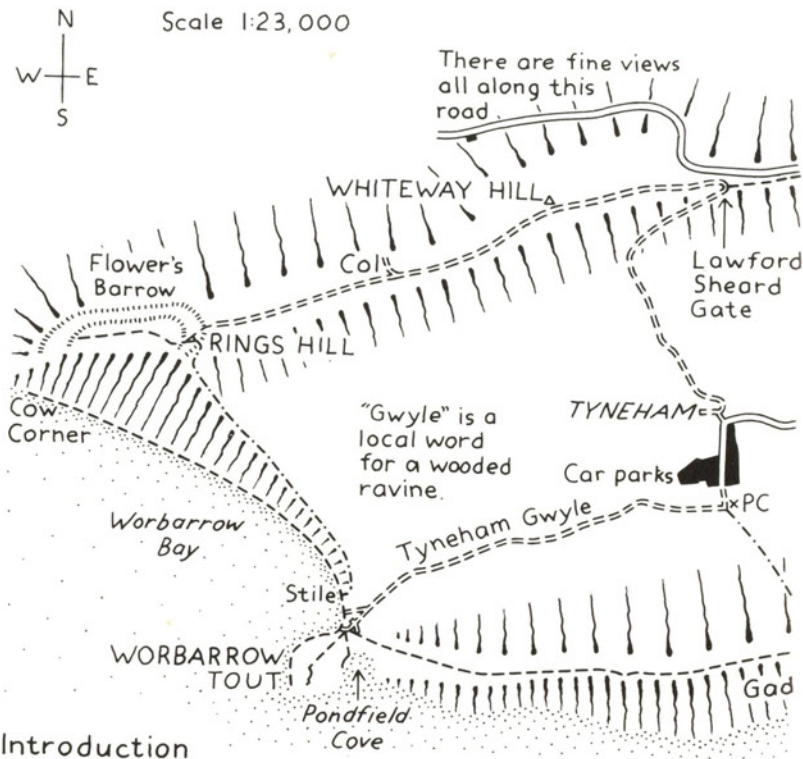 N
Scale 1:23,000
W E
S
There are fine views
all along this
road
WHITEWAY HILL
Flower's
Barrow
Col
Lawford
Sheard
Gate
RINGS HILL
Cow
Corner
"Gwyle" is a
local word
for a wooded
ravine.
TYNEHAM
Car parks
PC
Worbarrow
Bay
Tyneham Gwyle
Stile
WORBARROW
TOUT
Gad
Pondfield
Cove
Introduction